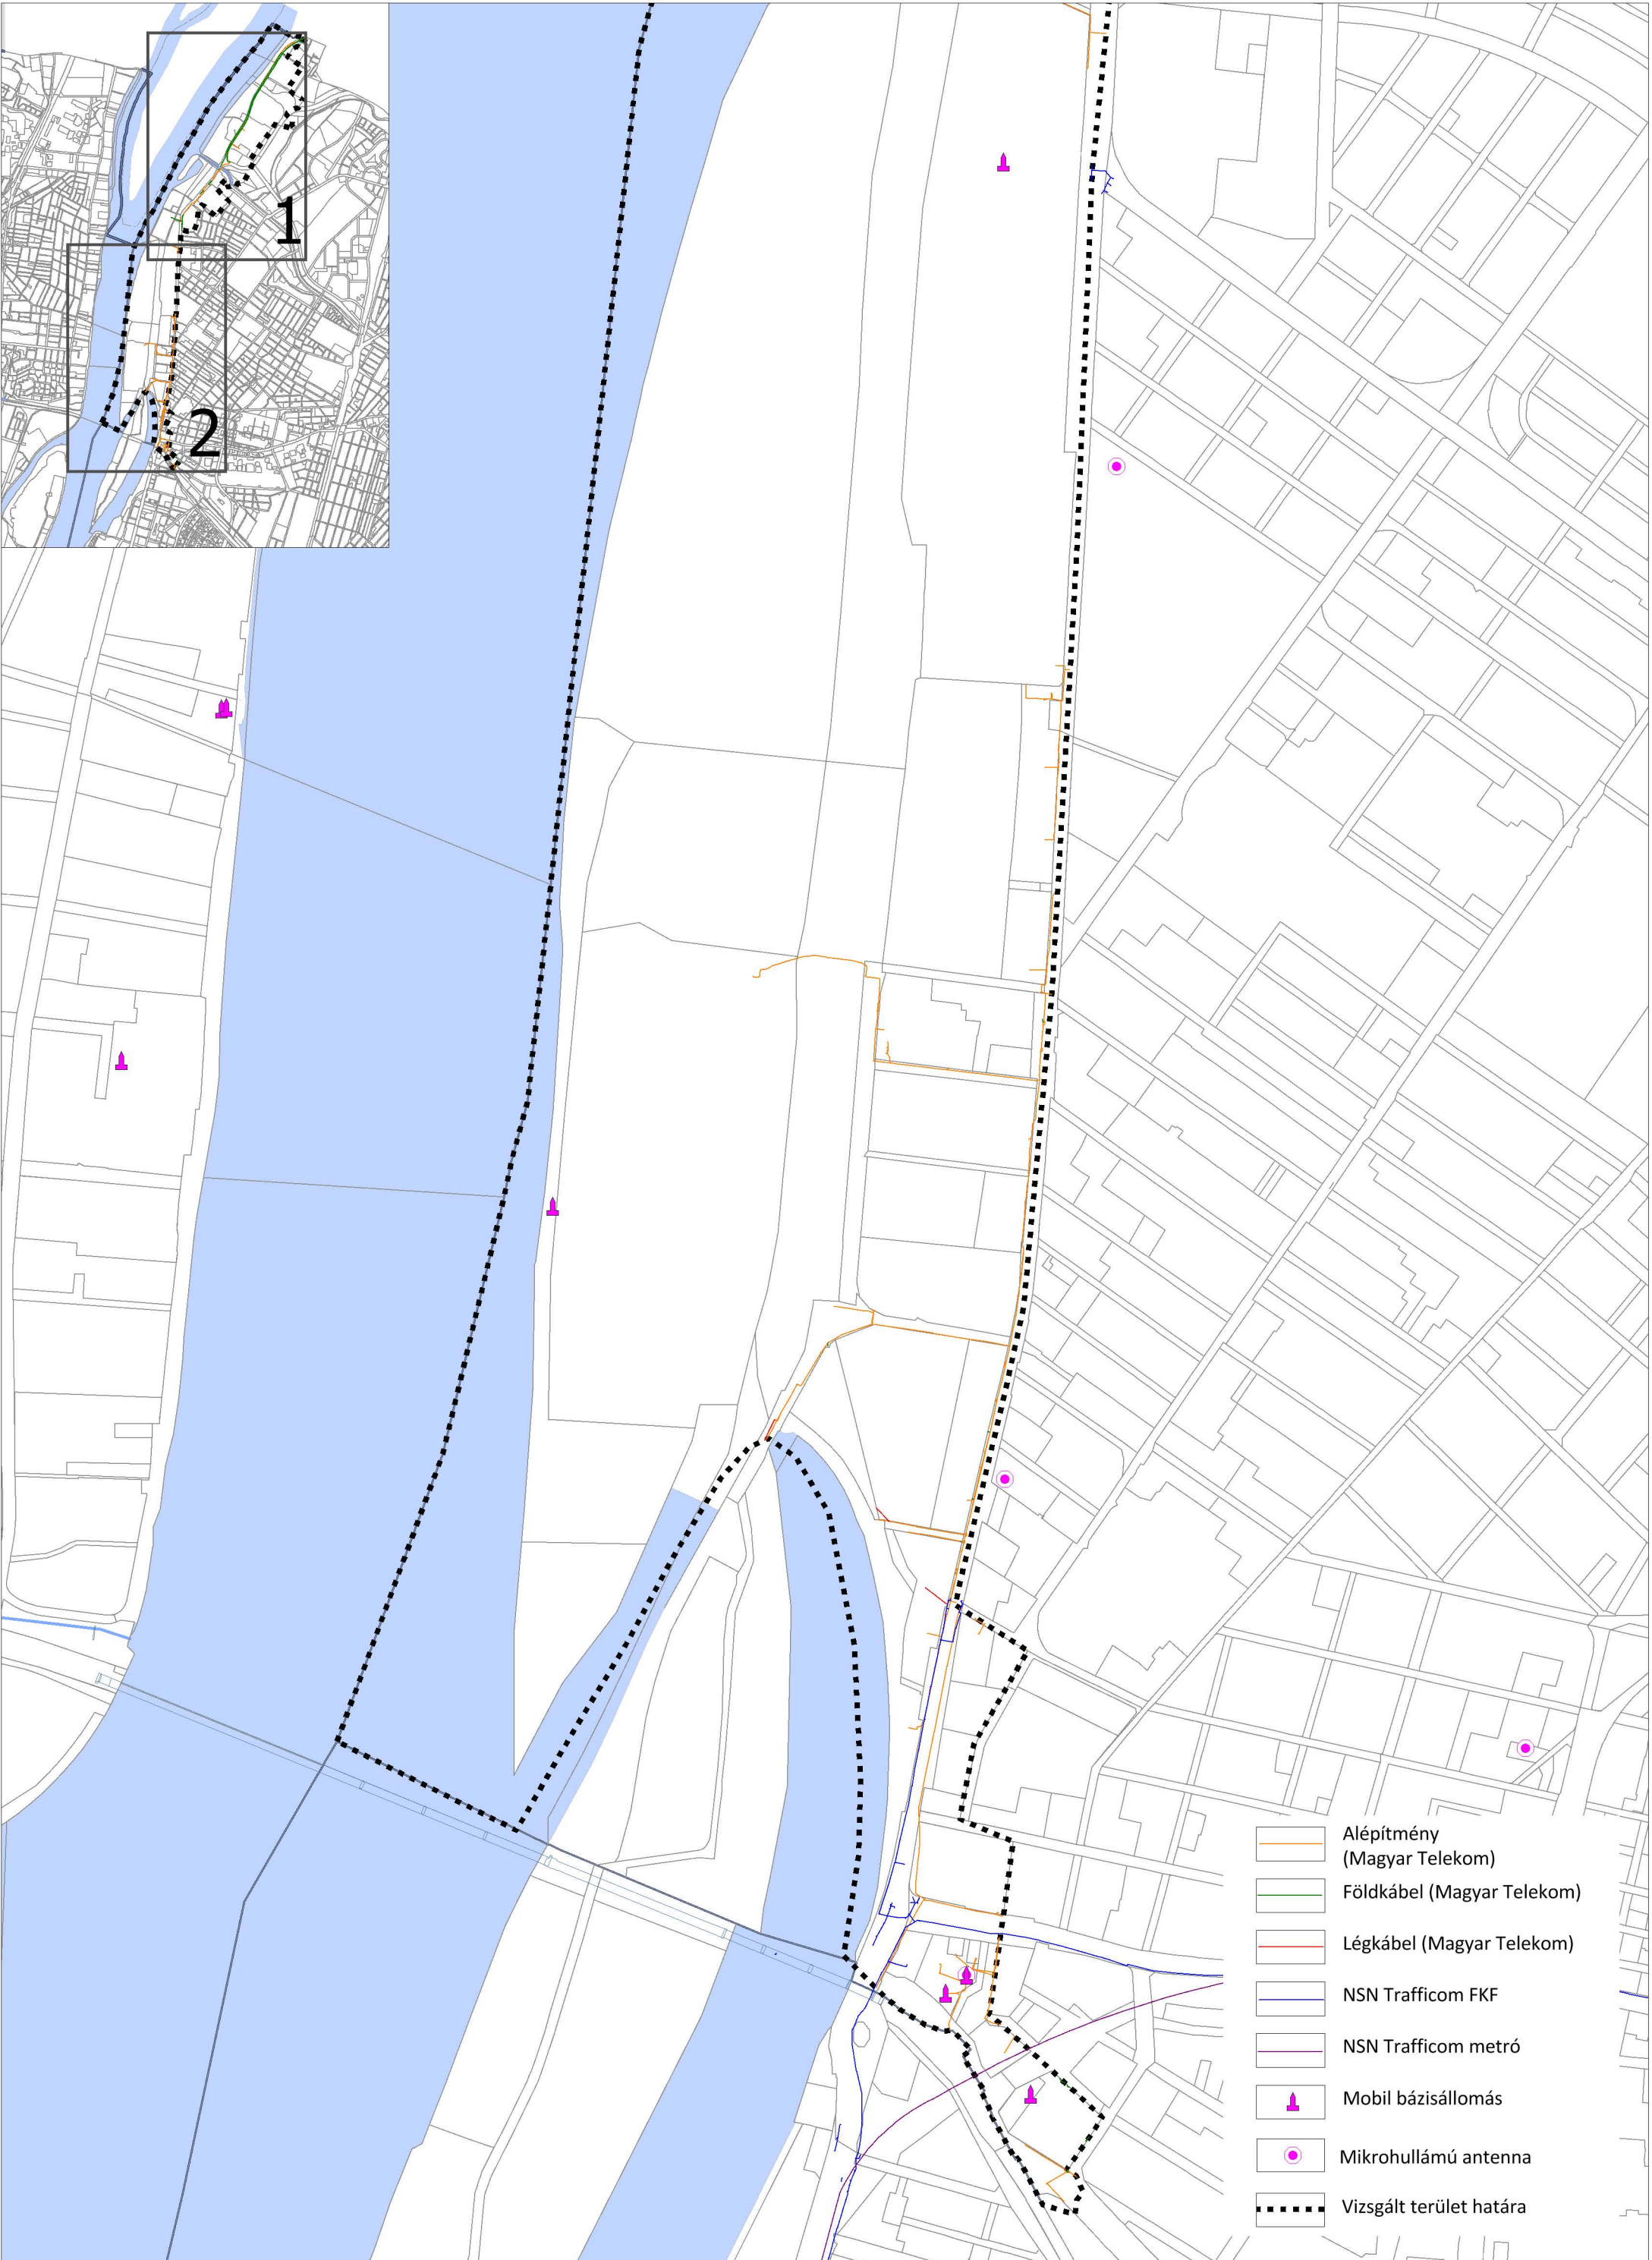 1
2
Alépítmény
(Magyar Telekom)
Földkábel (Magyar Telekom)
Légkábel (Magyar Telekom)
NSN Trafficom FKF
NSN Trafficom metró
Mobil bázisállomás
Mikrohullámú antenna
Vizsgált terület határa